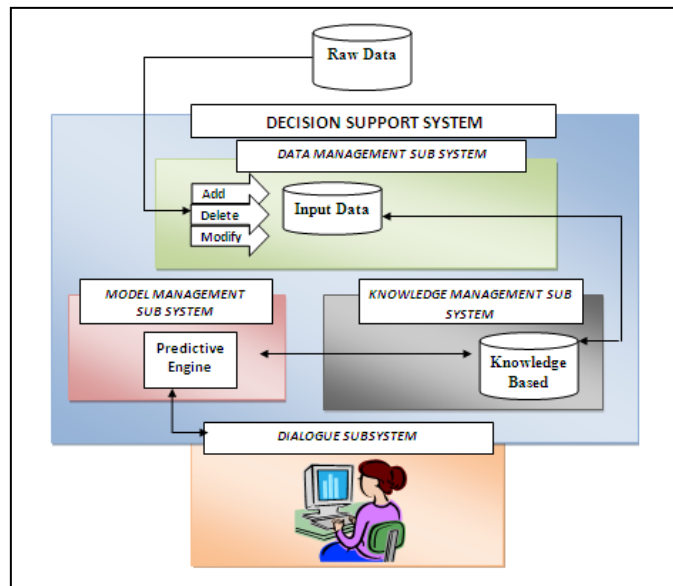 Raw Data
DECISION SUPPORT SYSTEM
DATA MANAGEMENT SUB SYSTEM
Add
Delete
Modify
Input Data
MODEL MANAGEMENT
SUB SYSTEM
KNOWLEDGE MANAGEMENT SUB
SYSTEM
Predictive
Engine
Knowledge
Based
DIALOGUE SUBSYSTEM